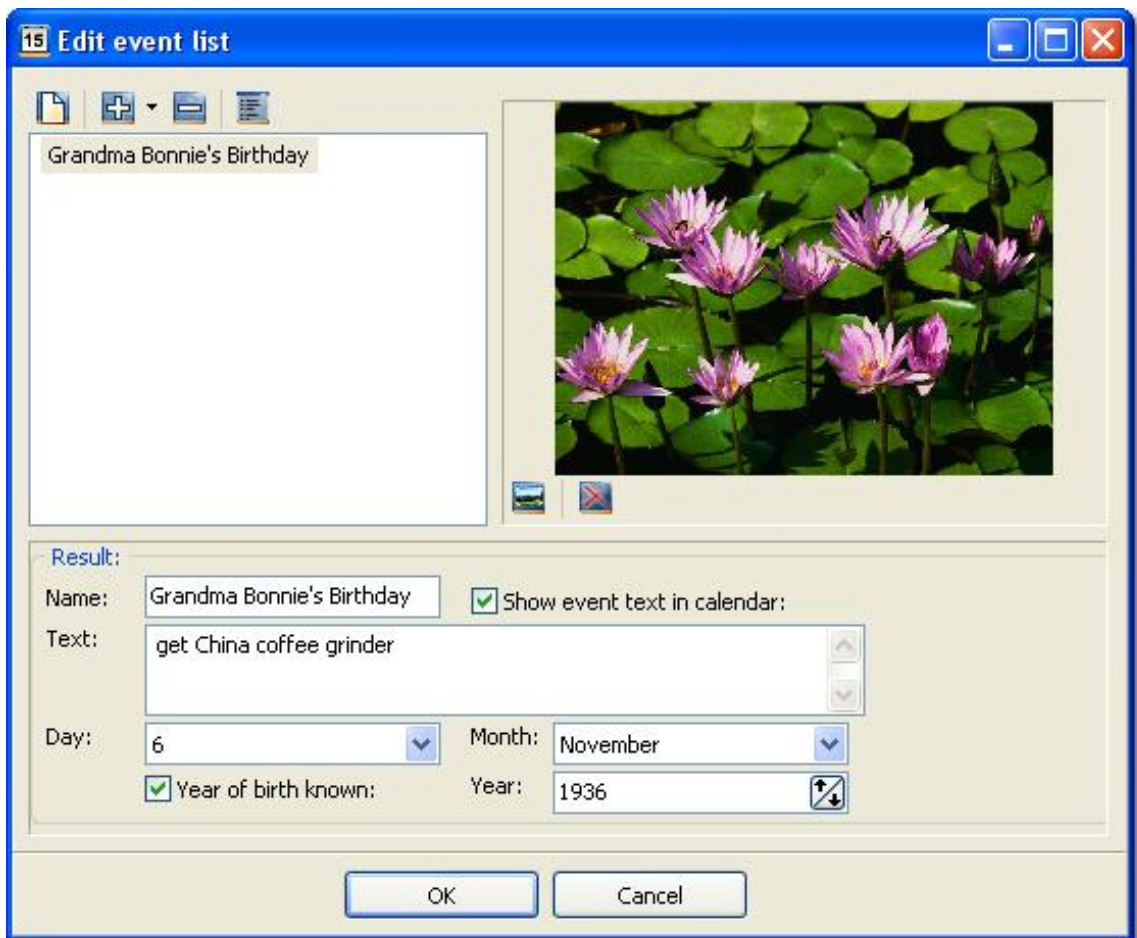 15 Edit event list
Grandma Bonnie's Birthday
Result:
Name: Grandma Bonnie's Birthday Show event text in calendar:
Text: get China coffee grinder
Day: 6 Month: November
Year of birth known: Year: 1936
OK Cancel